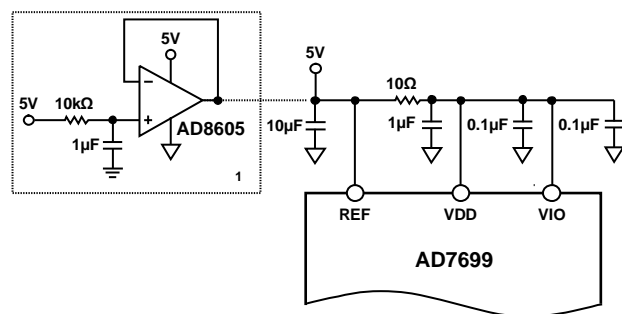 5V
5V
5V
10kΩ
10Ω
AD8605
1µF
10µF
1µF
0.1µF
0.1µF
1
REF
VDD
VIO
AD7699